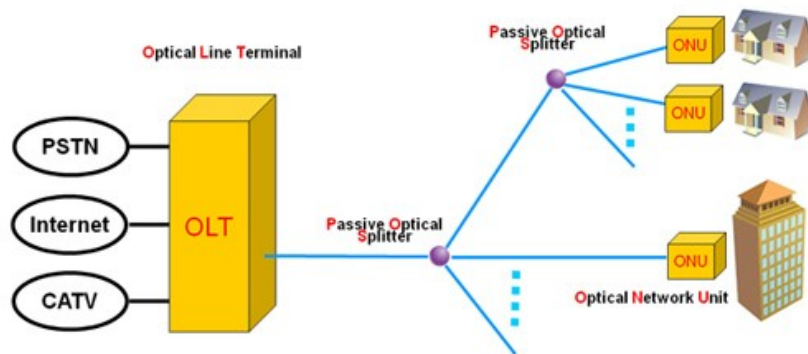 Passive Optical
Splitter
Optical Line Terminal
ONU
ONU
PSTN
Internet
CATV
OLT
Passive Optical
Splitter
ONU
Optical Network Unit